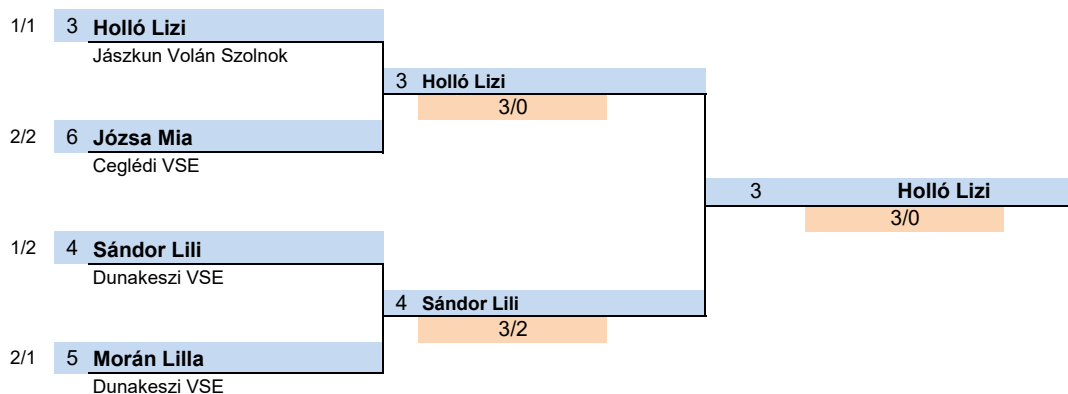 1/1 3 Holló Lizi
Jászkun Volán Szolnok
3 Holló Lizi
3/0
2/2 6 Józsa Mia
Ceglédi VSE
3 Holló Lizi
3/0
1/2 4 Sándor Lili
Dunakeszi VSE
4 Sándor Lili
3/2
2/1 5 Morán Lilla
Dunakeszi VSE